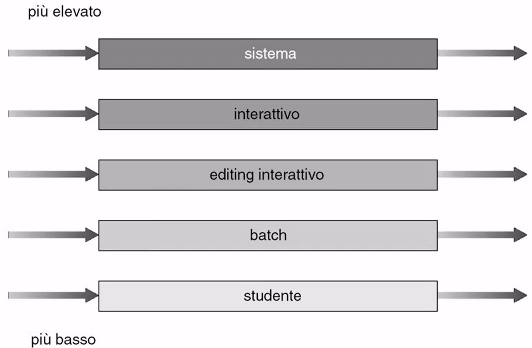 più elevato
sistema
interattivo
editing interattivo
batch
studente
più basso